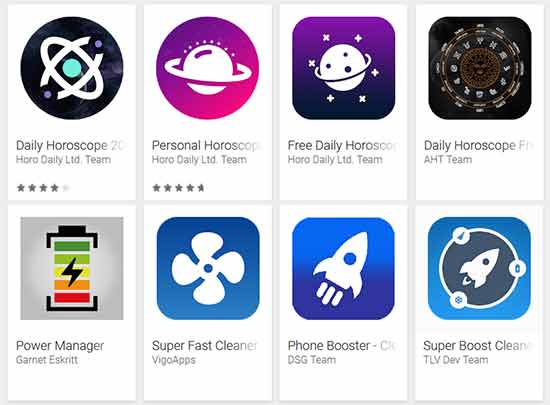 Daily Horoscope 20
Horo Daily Ltd. Team
Personal Horoscop
Horo Daily Ltd. Team
Free Daily Horosco
Horo Daily Ltd. Team
Daily Horoscope Fr
AHT Team
Power Manager
Garnet Eskritt
Super Fast Cleaner
VigoApps
Phone Booster - Cl
DSG Team
Super Boost Cleane
TLV Dev Team